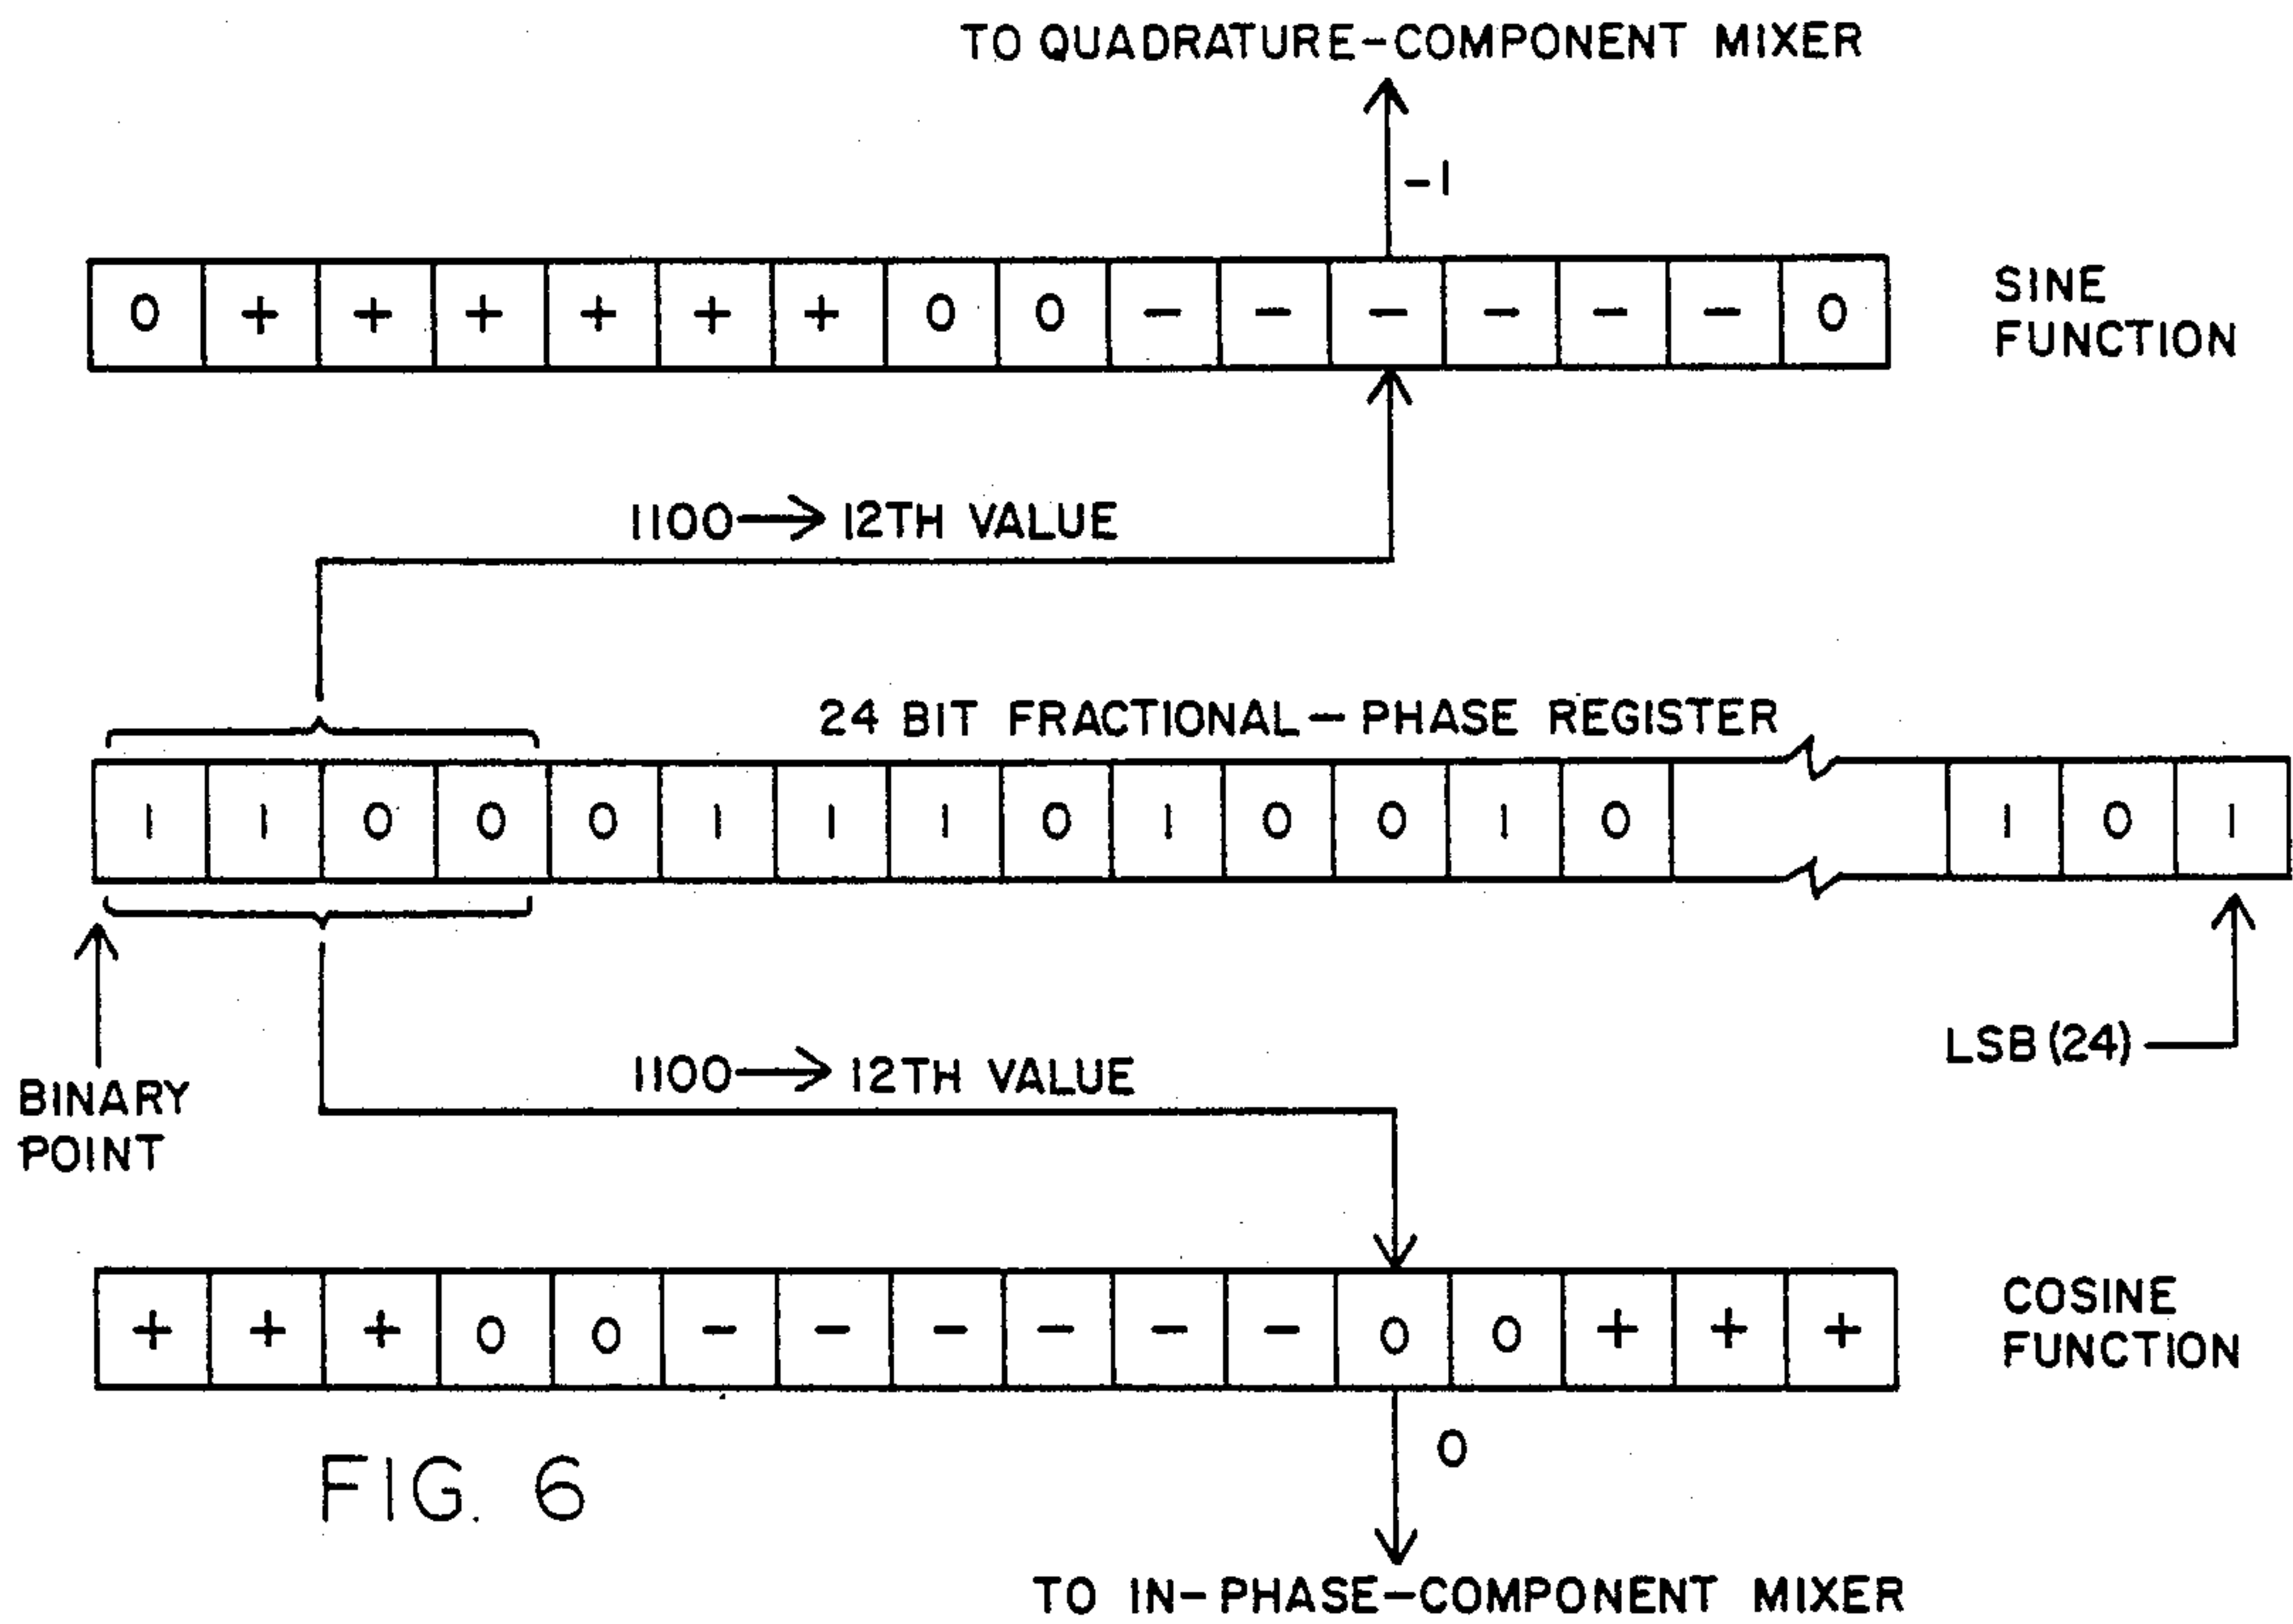 TO QUADRATURE-COMPONENT MIXER
-1
0 + + + + + + 0 0 - - - - - - 0
SINE
FUNCTION
1100→12TH VALUE
24 BIT FRACTIONAL-PHASE REGISTER
1 1 0 0 0 1 1 1 0 1 0 0 1 0 1 0 1
BINARY
POINT
LSB (24)
1100→12TH VALUE
+ + + 0 0 - - - - - - 0 0 + + +
COSINE
FUNCTION
0
FIG. 6
TO IN-PHASE-COMPONENT MIXER